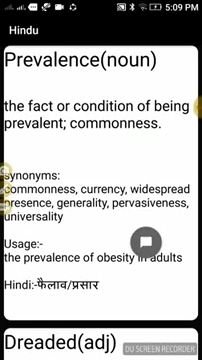 5:09 PM
Hindu
Prevalence(noun)
the fact or condition of being
prevalent; commonness.
synonyms:
commonness, currency, widespread
presence, generality, pervasiveness,
universality
Usage:-
the prevalence of obesity in adults
Hindi:-फैलाव/प्रसार
DU SCREEN RECORDER
Dreaded(adj)